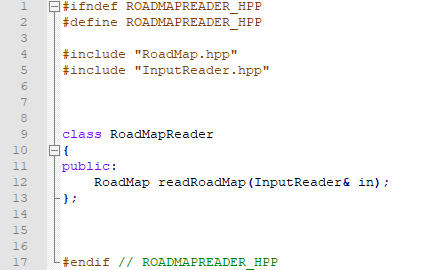 1 #ifndef ROADMAPREADER_HPP
2 #define ROADMAPREADER_HPP
3
4 #include "RoadMap.hpp"
5 #include "InputReader.hpp"
6
7
8
9 class RoadMapReader
10 {
11 public:
12     RoadMap readRoadMap(InputReader& in);
13 };
14
15
16
17 #endif // ROADMAPREADER_HPP